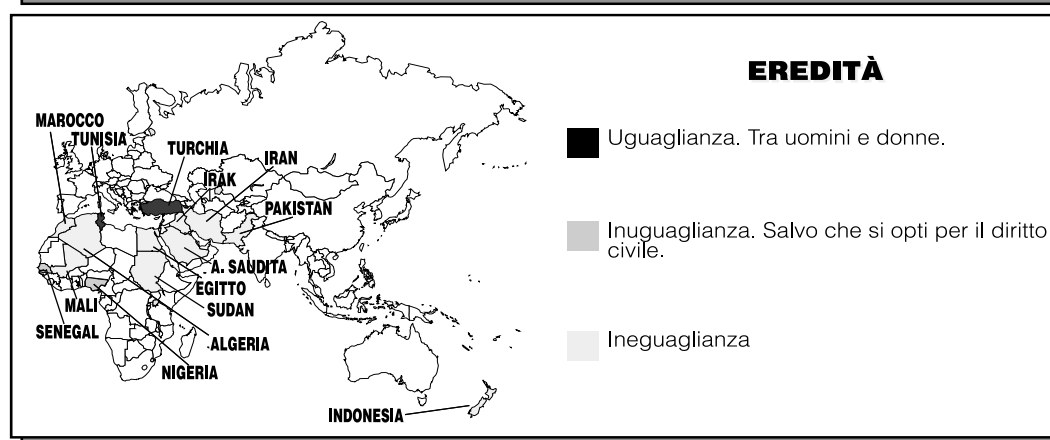 EREDITÀ
MAROCCO
TUNISIA
TURCHIA
IRAN
IRAK
PAKISTAN
A. SAUDITA
EGITTO
SUDAN
MALI
SENEGAL
ALGERIA
NIGERIA
INDONESIA
Uguaglianza. Tra uomini e donne.
Inuguaglianza. Salvo che si opti per il diritto
civile.
Ineguaglianza